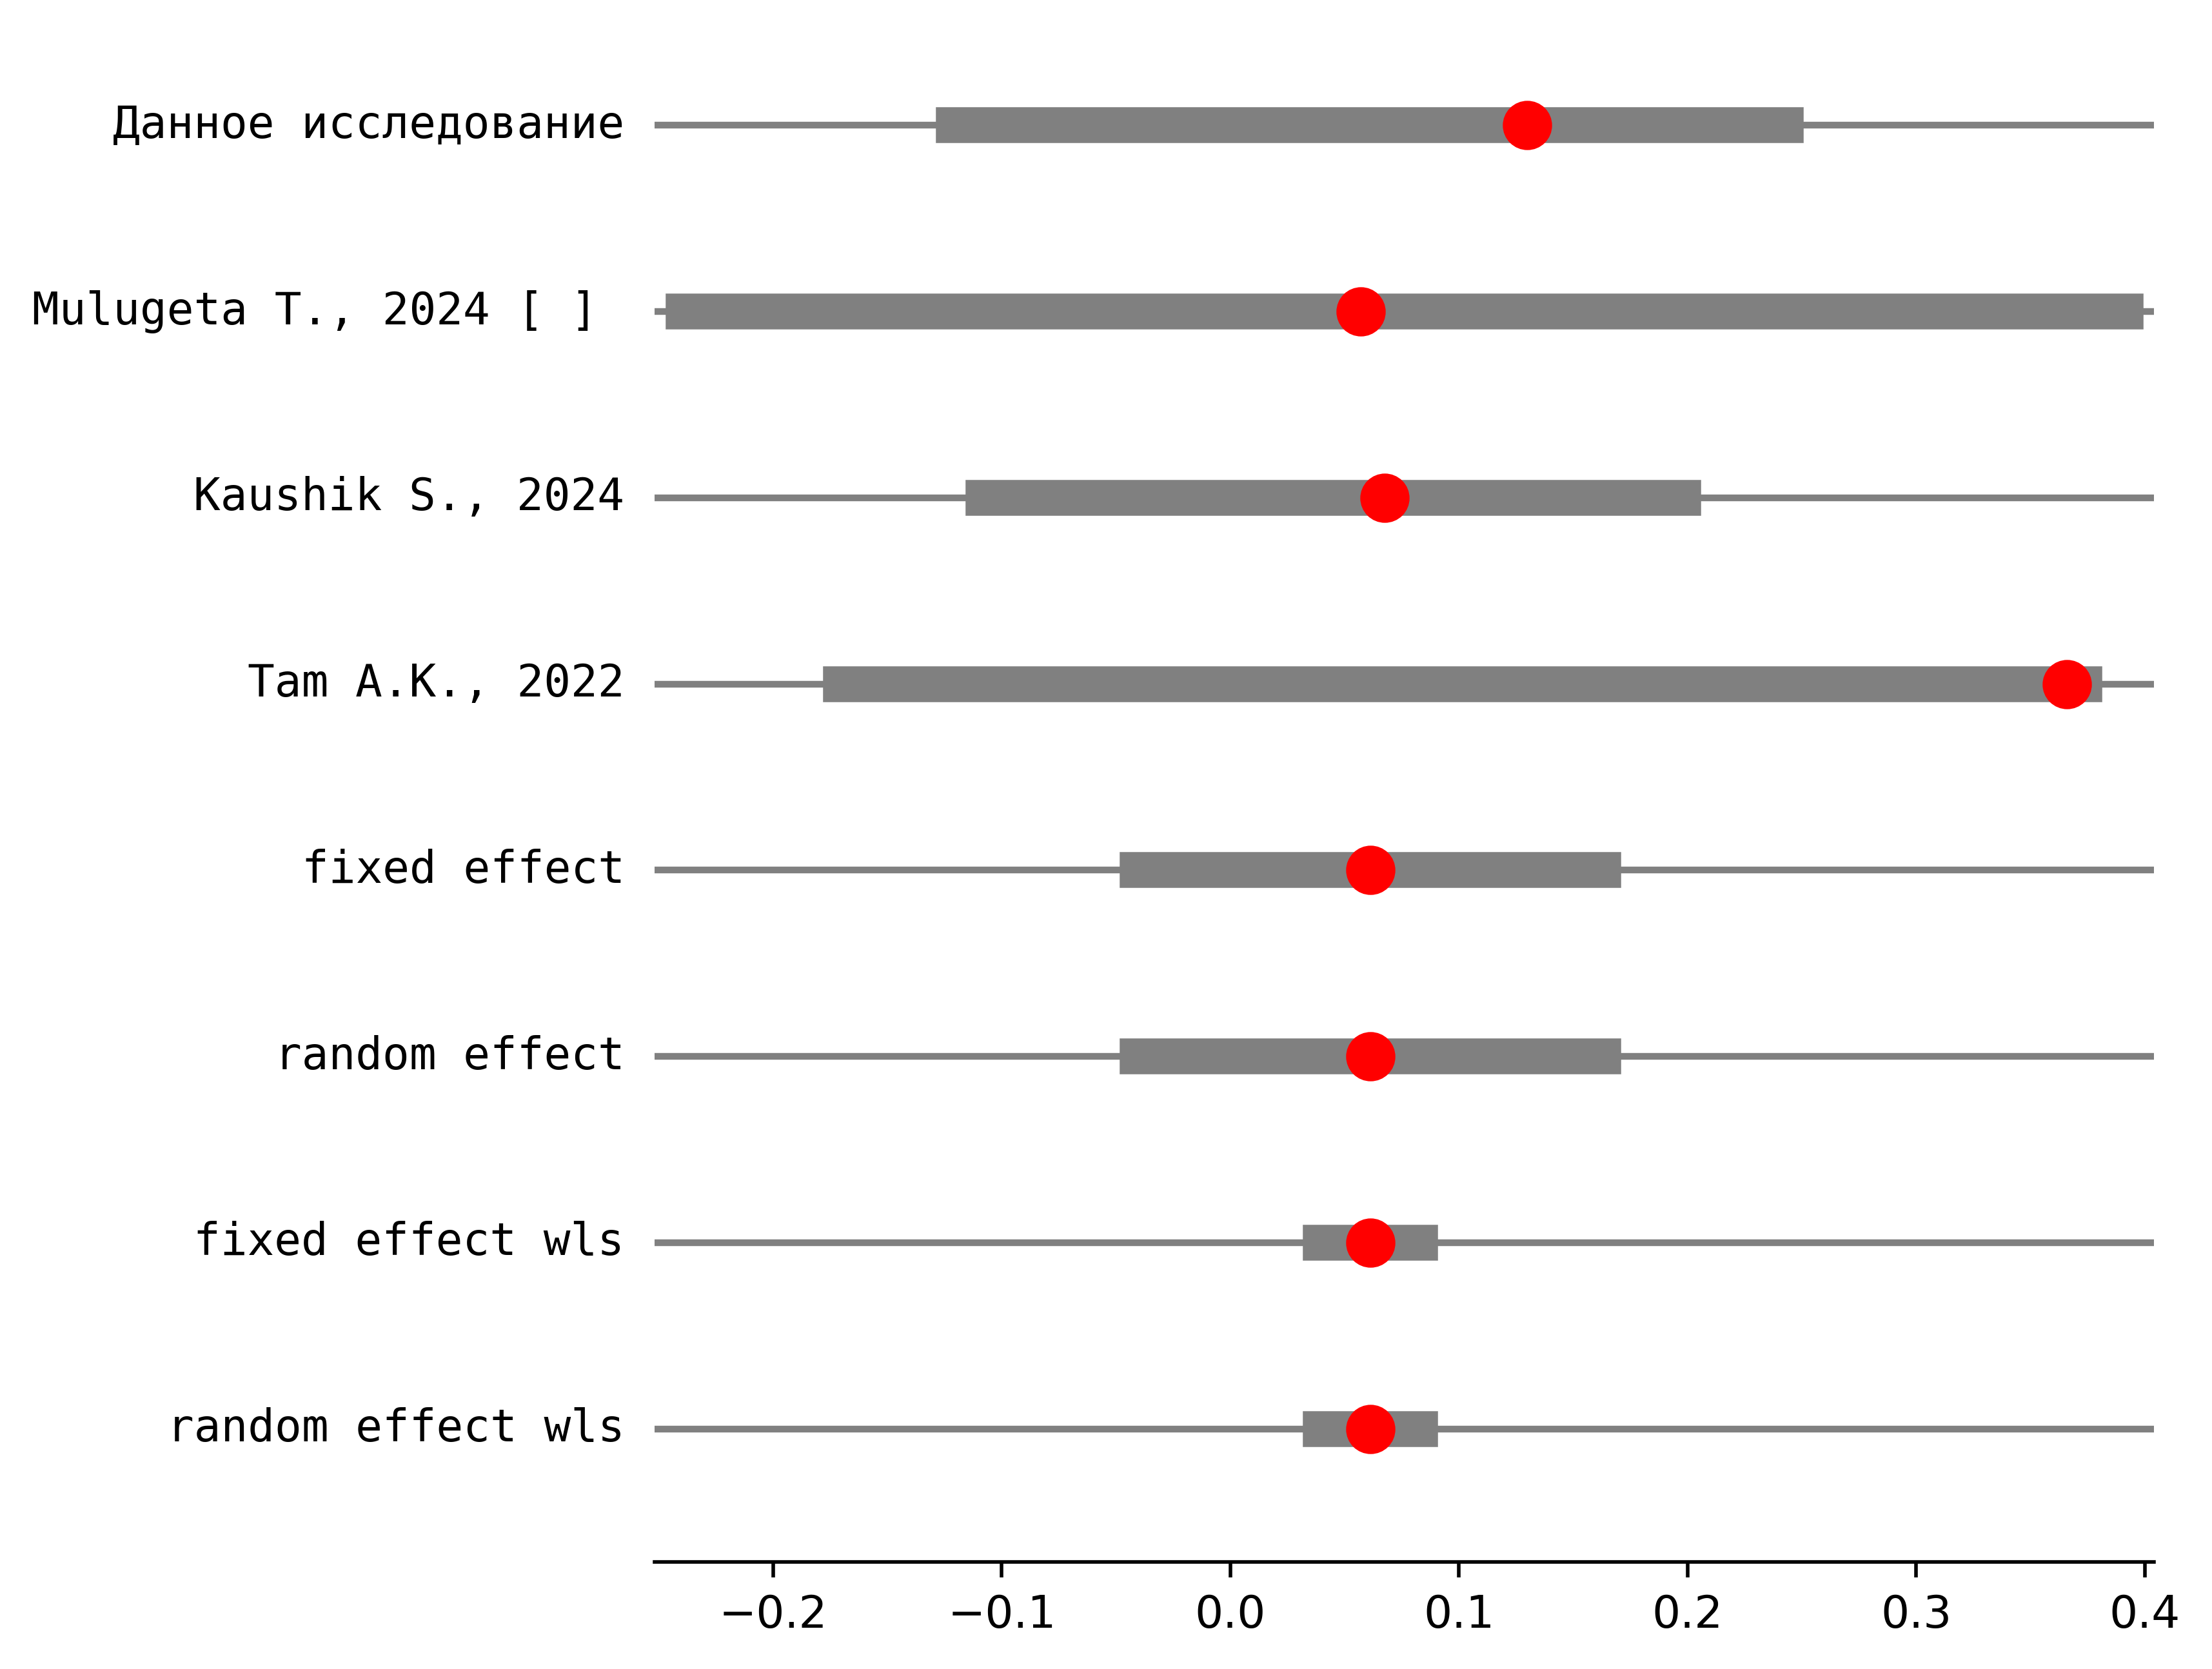 Данное исследование
Mulugeta T., 2024 [ ]
Kaushik S., 2024
Tam A.K., 2022
fixed effect
random effect
fixed effect wls
random effect wls
−0.2 −0.1 0.0 0.1 0.2 0.3 0.4